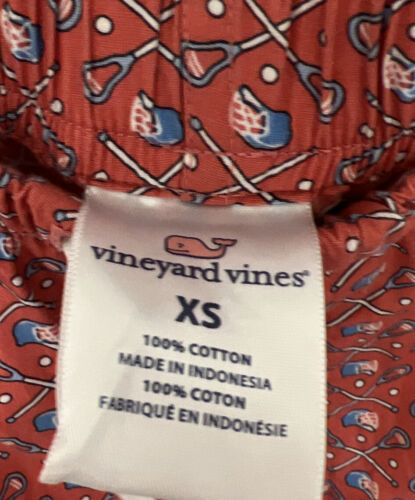 vineyard vines®
XS
100% COTTON
MADE IN INDONESIA
100% COTON
FABRIQUÉ EN INDONÉSIE